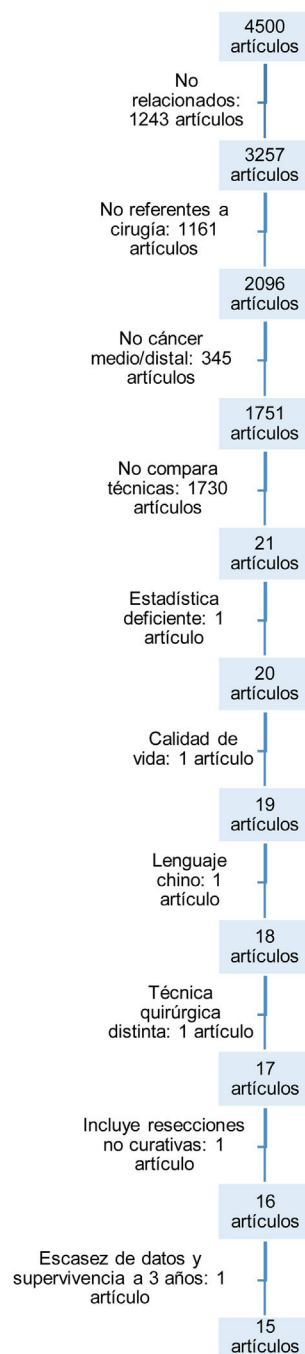 4500
artículos
No
relacionados:
1243 artículos
3257
artículos
No referentes a
cirugía: 1161
artículos
2096
artículos
No cáncer
medio/distal: 345
artículos
1751
artículos
No compara
técnicas: 1730
artículos
21
artículos
Estadística
deficiente: 1
artículo
20
artículos
Calidad de
vida: 1 artículo
19
artículos
Lenguaje
chino: 1
artículo
18
artículos
Técnica
quirúrgica
distinta: 1 artículo
17
artículos
Incluye resecciones
no curativas: 1
artículo
16
artículos
Escasez de datos y
supervivencia a 3 años: 1
artículo
15
artículos